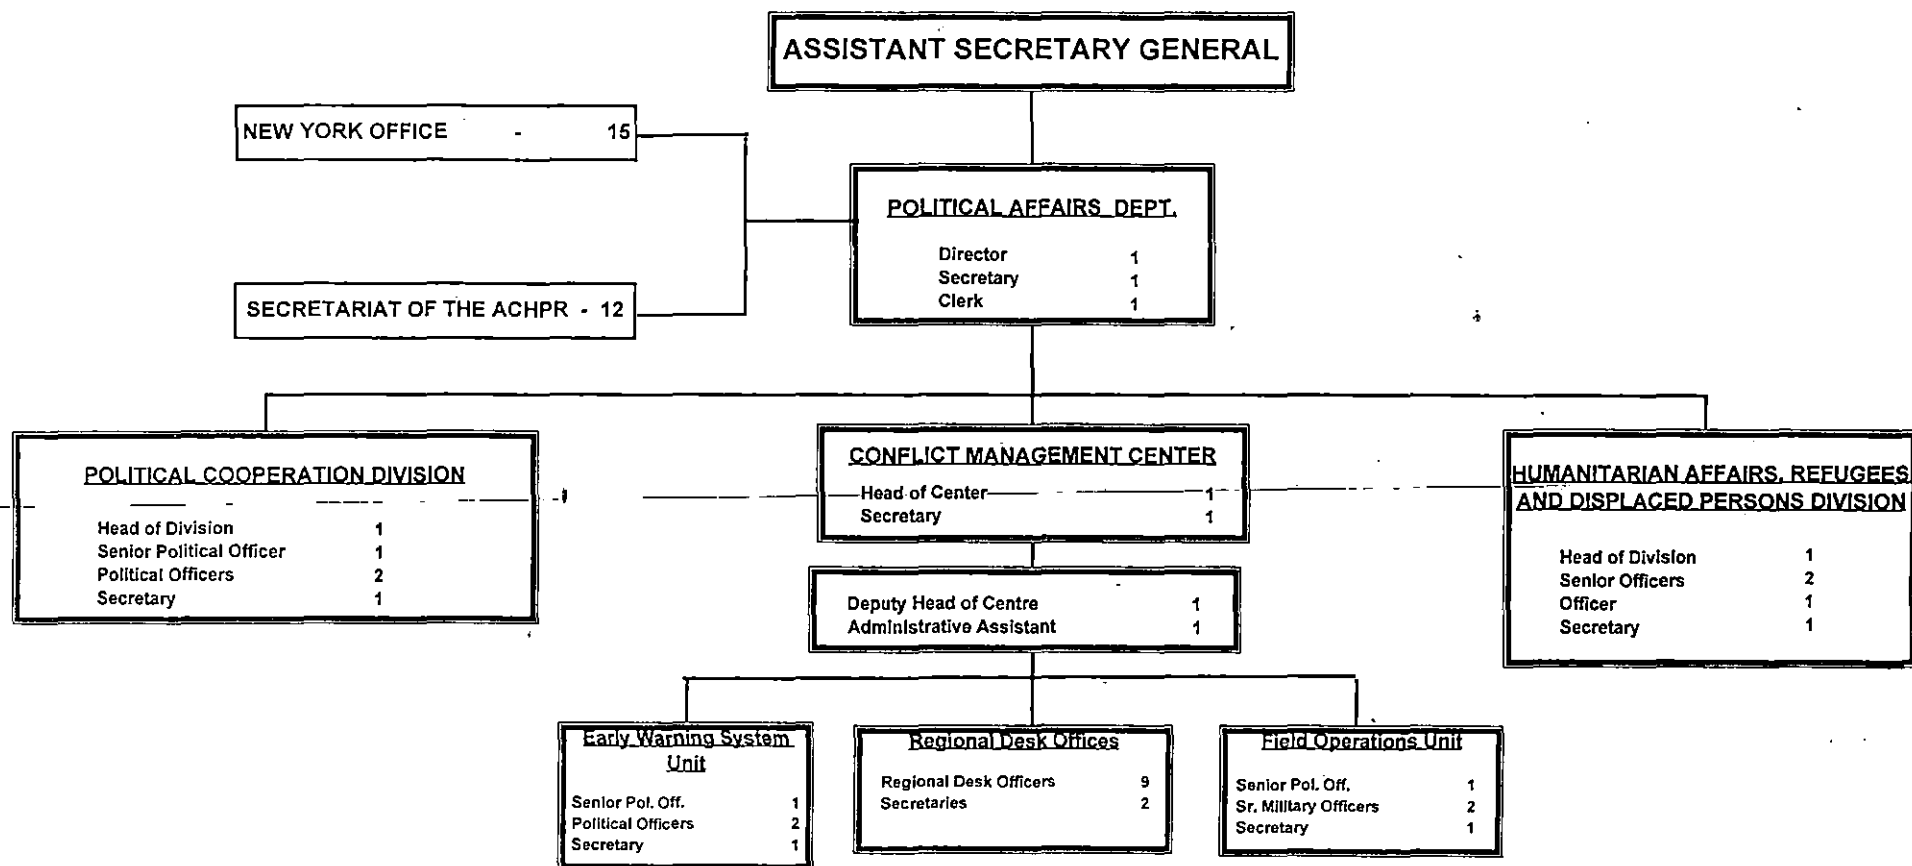 ASSISTANT SECRETARY GENERAL
NEW YORK OFFICE - 15
SECRETARIAT OF THE ACHPR - 12
POLITICAL AFFAIRS DEPT.
Director 1
Secretary 1
Clerk 1
POLITICAL COOPERATION DIVISION
Head of Division 1
Senior Political Officer 1
Political Officers 2
Secretary 1
CONFLICT MANAGEMENT CENTER
Head of Center 1
Secretary 1
Deputy Head of Centre 1
Administrative Assistant 1
HUMANITARIAN AFFAIRS, REFUGEES
AND DISPLACED PERSONS DIVISION
Head of Division 1
Senior Officers 2
Officer 1
Secretary 1
Early Warning System
Unit
Senior Pol. Off. 1
Political Officers 2
Secretary 1
Regional Desk Offices
Regional Desk Officers 9
Secretaries 2
Field Operations Unit
Senior Pol. Off. 1
Sr. Military Officers 2
Secretary 1